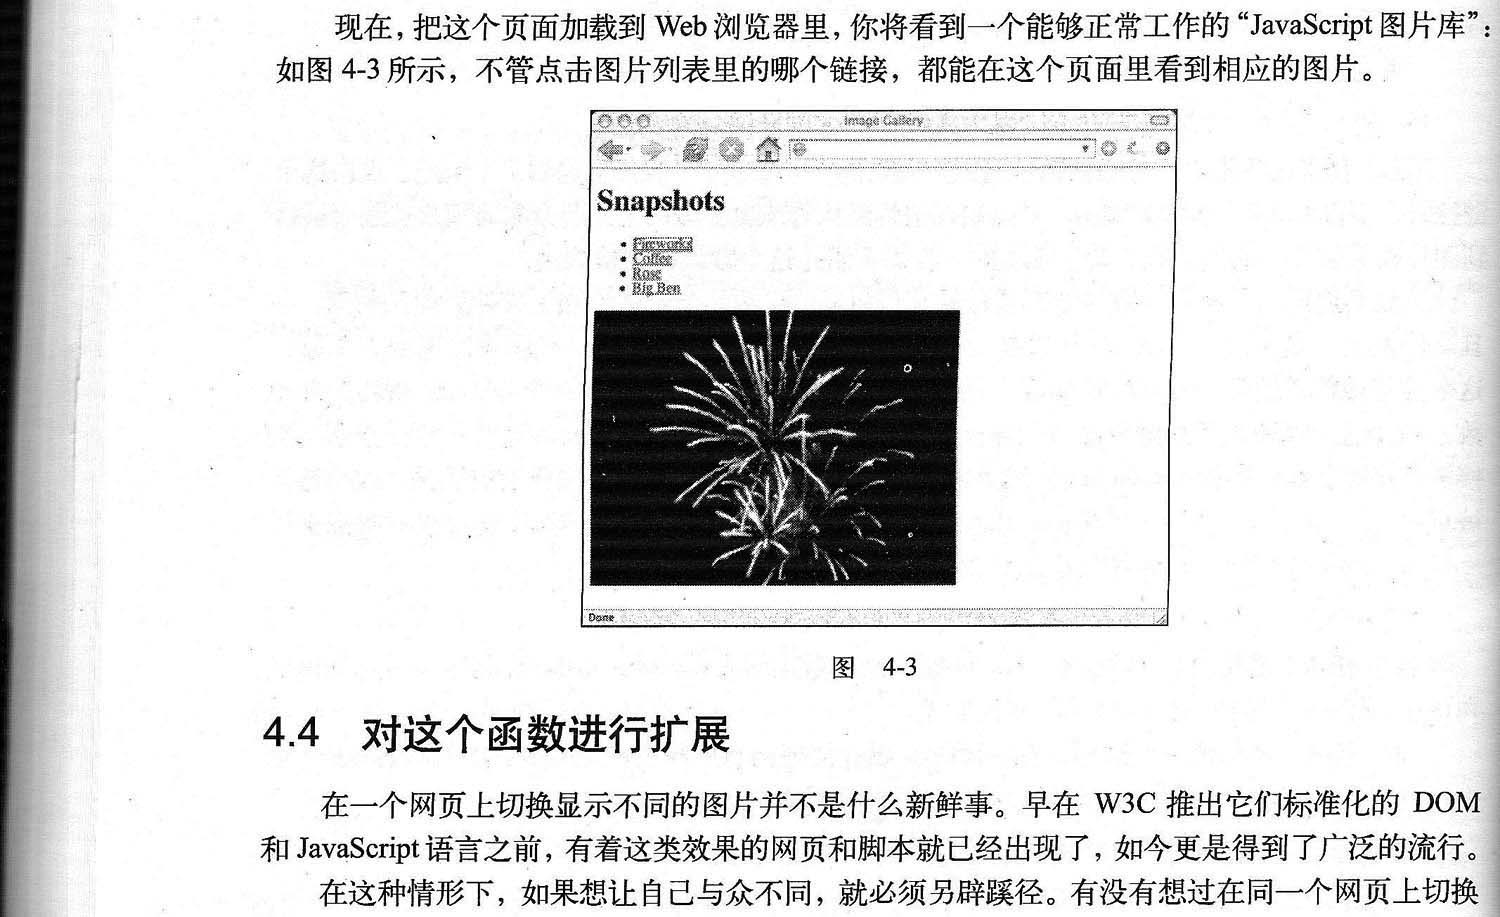 现在，把这个页面加载到 Web 浏览器里，你将看到一个能够正常工作的“JavaScript 图片库”：
如图 4-3 所示，不管点击图片列表里的哪个链接，都能在这个页面里看到相应的图片。
Image Gallery
Snapshots
• Fireworks
• Coffee
• Rose
• Big Ben
Done
图 4-3
4.4 对这个函数进行扩展
在一个网页上切换显示不同的图片并不是什么新鲜事。早在 W3C 推出它们标准化的 DOM
和 JavaScript 语言之前，有着这类效果的网页和脚本就已经出现了，如今更是得到了广泛的流行。
在这种情形下，如果想让自己与众不同，就必须另辟蹊径。有没有想过在同一个网页上切换